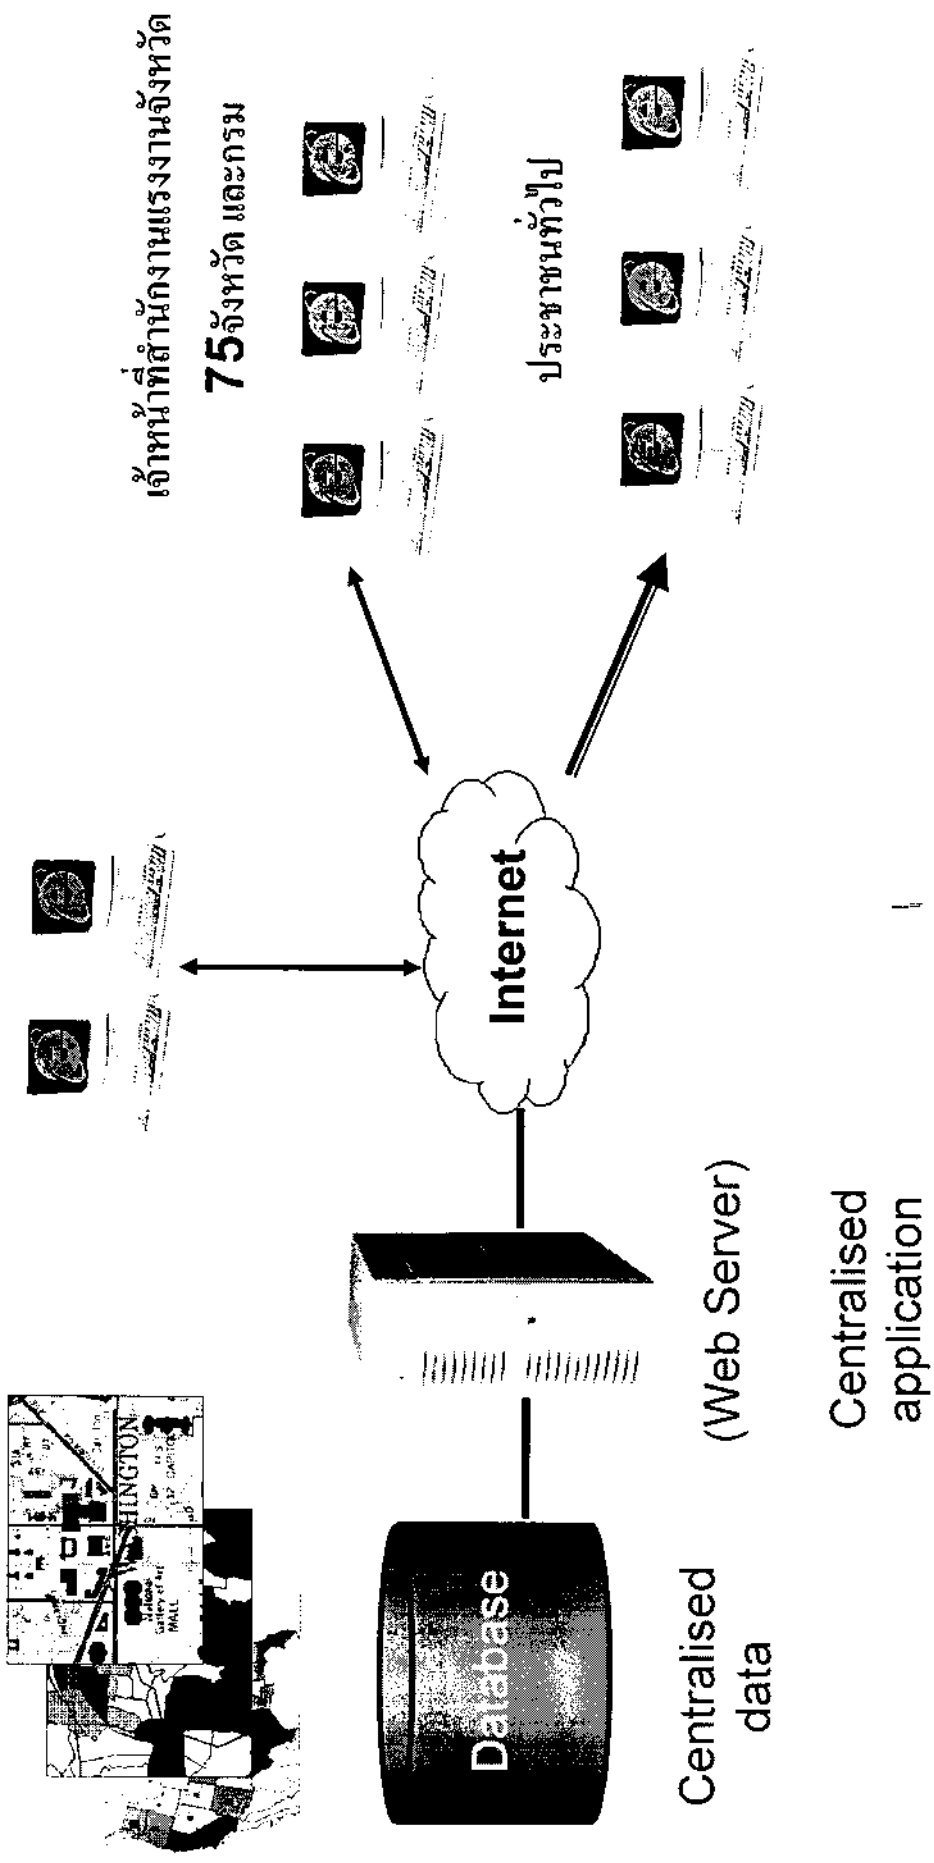 เจ้าหน้าที่สำนักงานแรงงานจังหวัด
75จังหวัด และกรม
ประชาชนทั่วไป
Internet
HINGTON
MALL
Database
(Web Server)
Centralised
data
Centralised
application